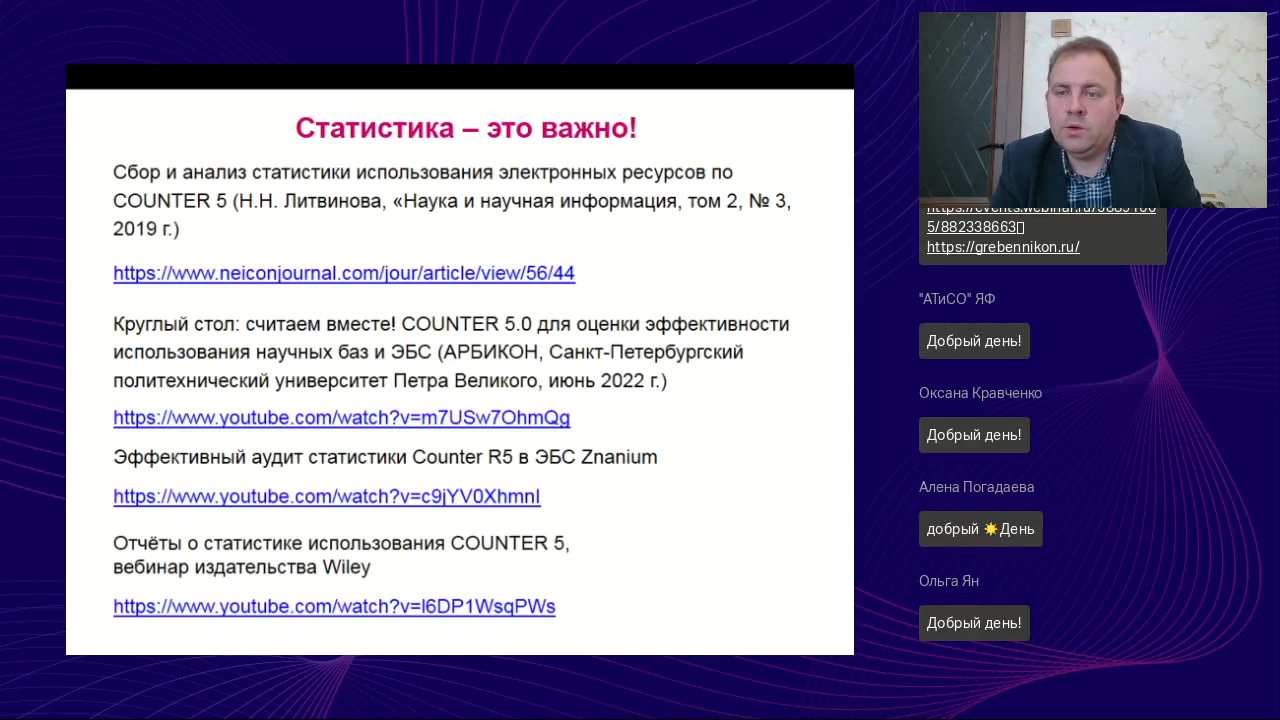 Статистика – это важно!
Сбор и анализ статистики использования электронных ресурсов по
COUNTER 5 (Н.Н. Литвинова, «Наука и научная информация, том 2, № 3,
2019 г.)
https://www.neiconjournal.com/jour/article/view/56/44
Круглый стол: считаем вместе! COUNTER 5.0 для оценки эффективности
использования научных баз и ЭБС (АРБИКОН, Санкт-Петербургский
политехнический университет Петра Великого, июнь 2022 г.)
https://www.youtube.com/watch?v=m7USw7OhmQg
Эффективный аудит статистики Counter R5 в ЭБС Znanium
https://www.youtube.com/watch?v=c9jYV0XhmnI
Отчёты о статистике использования COUNTER 5,
вебинар издательства Wiley
https://www.youtube.com/watch?v=I6DP1WsqPWs
5/882338663
https://grebennikon.ru/
"АТиСО" ЯФ
Добрый день!
Оксана Кравченко
Добрый день!
Алена Погадаева
добрый ☀️День
Ольга Ян
Добрый день!